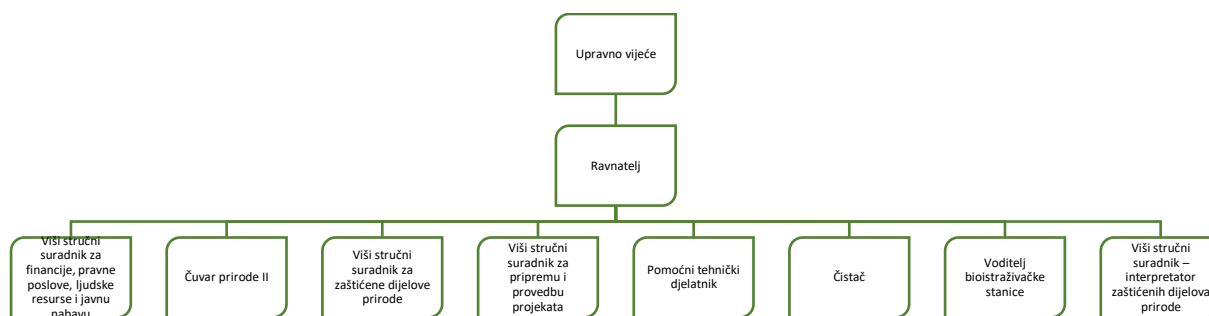 Upravno vijeće
Ravnatelj
Viši stručni
suradnik za
financije, pravne
poslove, ljudske
resurse i javnu
nabavu
Čuvar prirode II
Viši stručni
suradnik za
zaštićene dijelove
prirode
Viši stručni
suradnik za
pripremu i
provedbu
projekata
Pomoćni tehnički
djelatnik
Čistač
Voditelj
bioistraživačke
stanice
Viši stručni
suradnik –
interpretator
zaštićenih dijelova
prirode